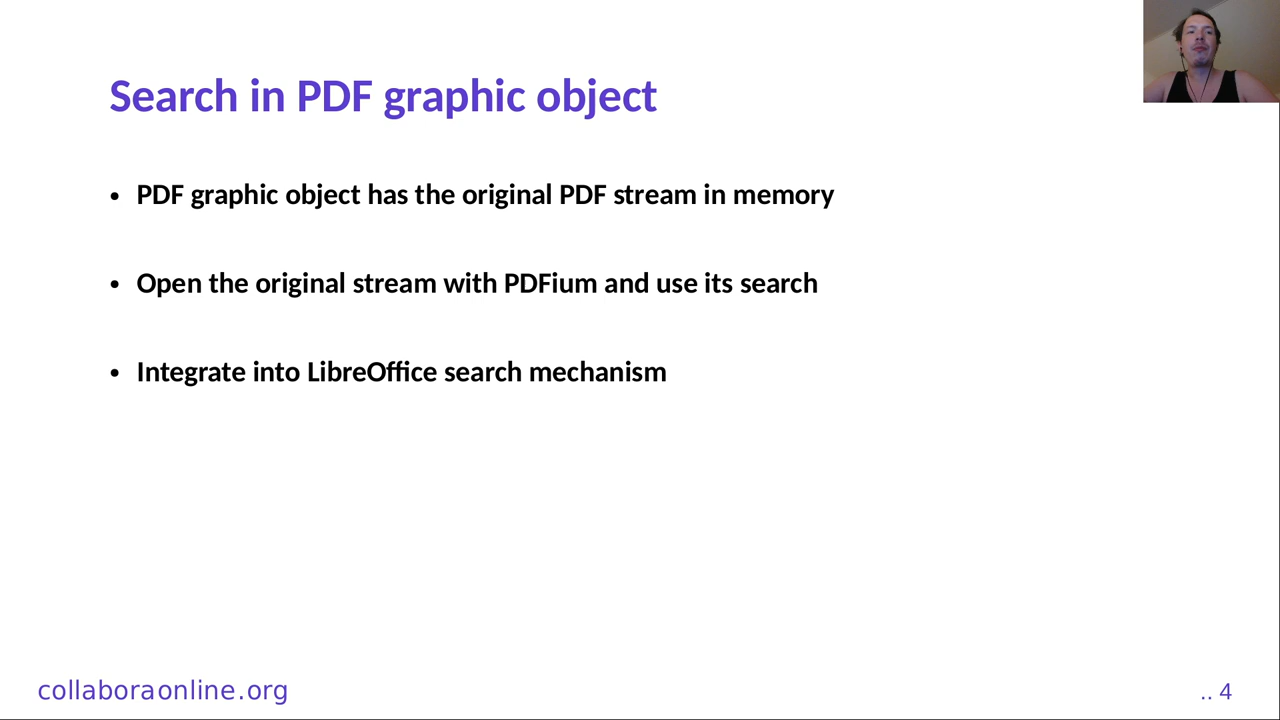 Search in PDF graphic object
• PDF graphic object has the original PDF stream in memory
• Open the original stream with PDFium and use its search
• Integrate into LibreOffice search mechanism
collaboraonline.org
.. 4